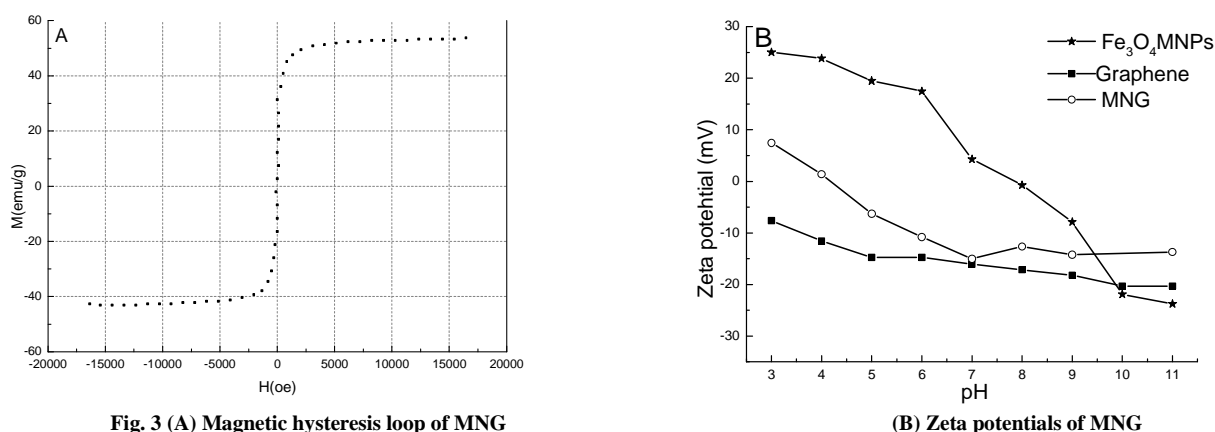 A
60
40
20
0
-20
-40
-60
M(emu/g)
-20000 -15000 -10000 -5000 0 5000 10000 15000 20000
H(oe)
Fig. 3 (A) Magnetic hysteresis loop of MNG
B
30
20
10
0
-10
-20
-30
Zeta potential (mV)
Fe₃O₄MNPs
Graphene
MNG
3 4 5 6 7 8 9 10 11
pH
(B) Zeta potentials of MNG